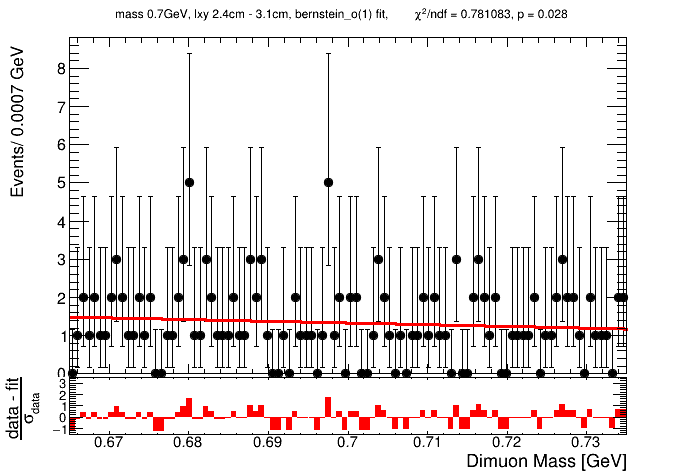 mass 0.7GeV, lxy 2.4cm - 3.1cm, bernstein_o(1) fit, χ²/ndf = 0.781083, p = 0.028
Events/ 0.0007 GeV
8
7
6
5
4
3
2
1
0
data - fit
σdata
3
2
1
0
−1
0.67 0.68 0.69 0.7 0.71 0.72 0.73
Dimuon Mass [GeV]